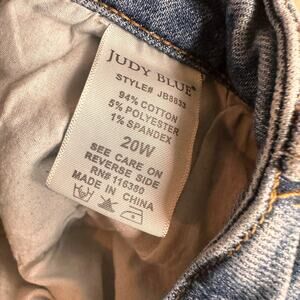 JUDY BLUE
STYLE# JB8833
94% COTTON
5% POLYESTER
1% SPANDEX
20W
SEE CARE ON
REVERSE SIDE
RN# 116380
MADE IN
CHINA